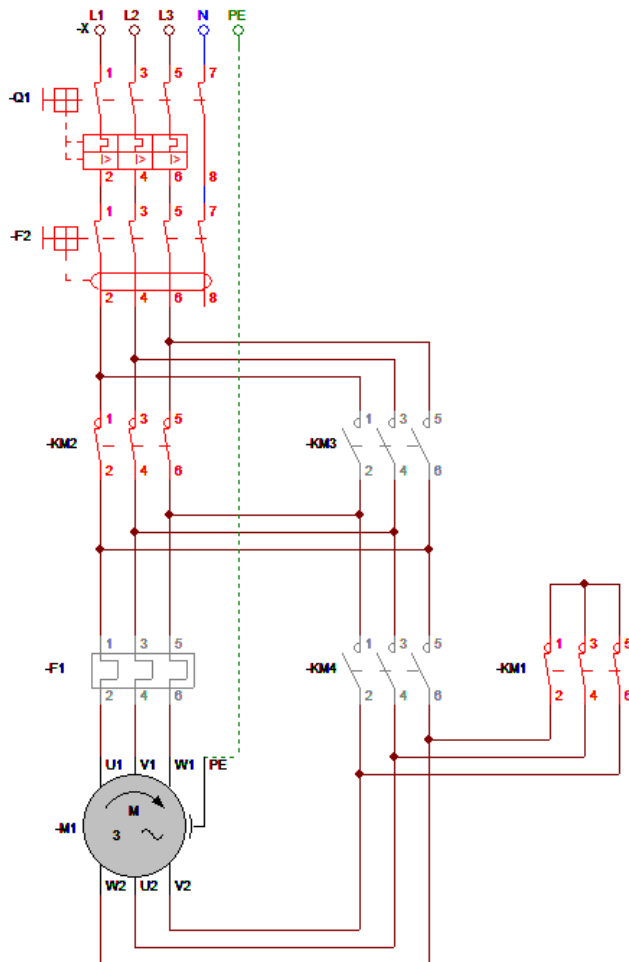 L1 L2 L3 N PE
-X
1 3 5 7
-Q1
I> I> I>
2 4 6 8
1 3 5 7
-F2
2 4 6 8
1 3 5 1 3 5
-KM2 -KM3
2 4 6 2 4 6
1 3 5 1 3 5 1 3 5
-F1 -KM4 -KM1
2 4 6 2 4 6 2 4 6
U1 V1 W1 PE
M
-M1 3
W2 U2 V2